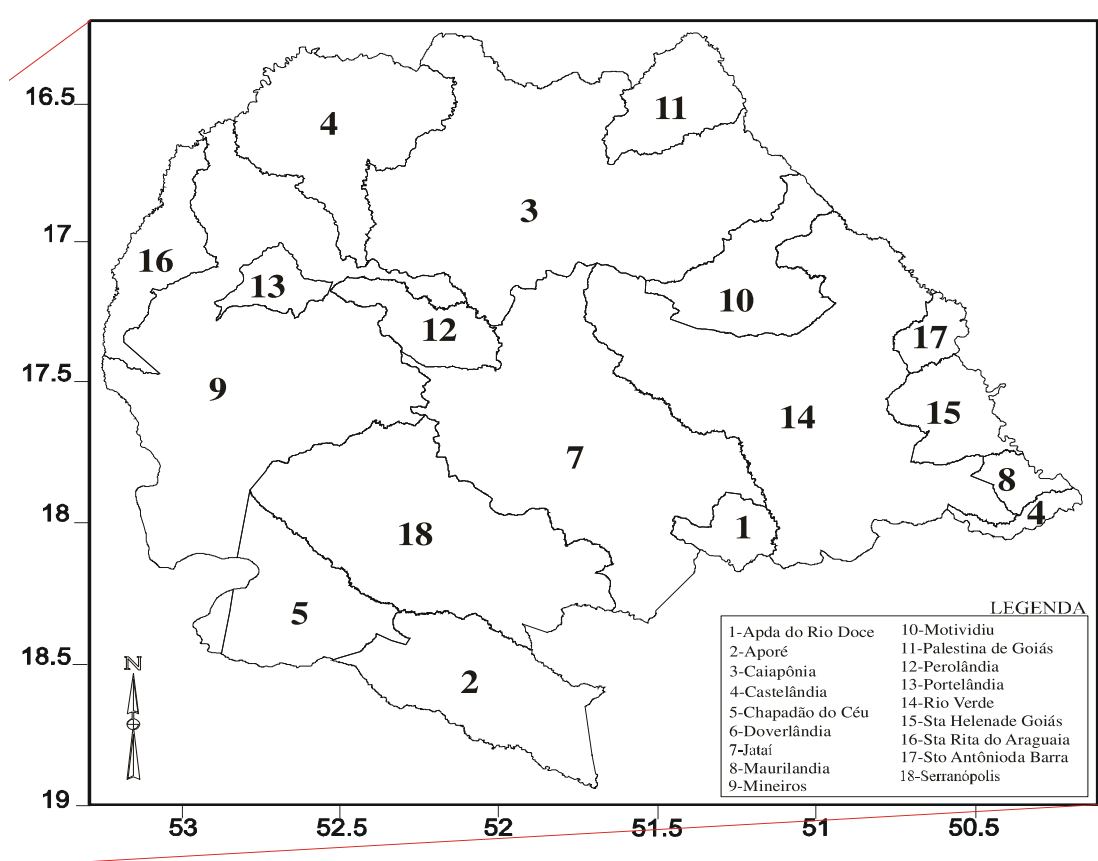 11
16.5
4
3
17
16
13
10
12
17
17.5
9
15
14
7
8
4
18
1
18
5
LEGENDA
1-Apda do Rio Doce
2-Aporé
3-Caiapônia
4-Castelândia
5-Chapadão do Céu
6-Doverlândia
7-Jataí
8-Maurilandia
9-Mineiros
10-Motividiu
11-Palestina de Goiás
12-Perolândia
13-Portelândia
14-Rio Verde
15-Sta Helenade Goiás
16-Sta Rita do Araguaia
17-Sto Antônioda Barra
18-Serranópolis
18.5
N
2
19
53
52.5
52
51.5
51
50.5